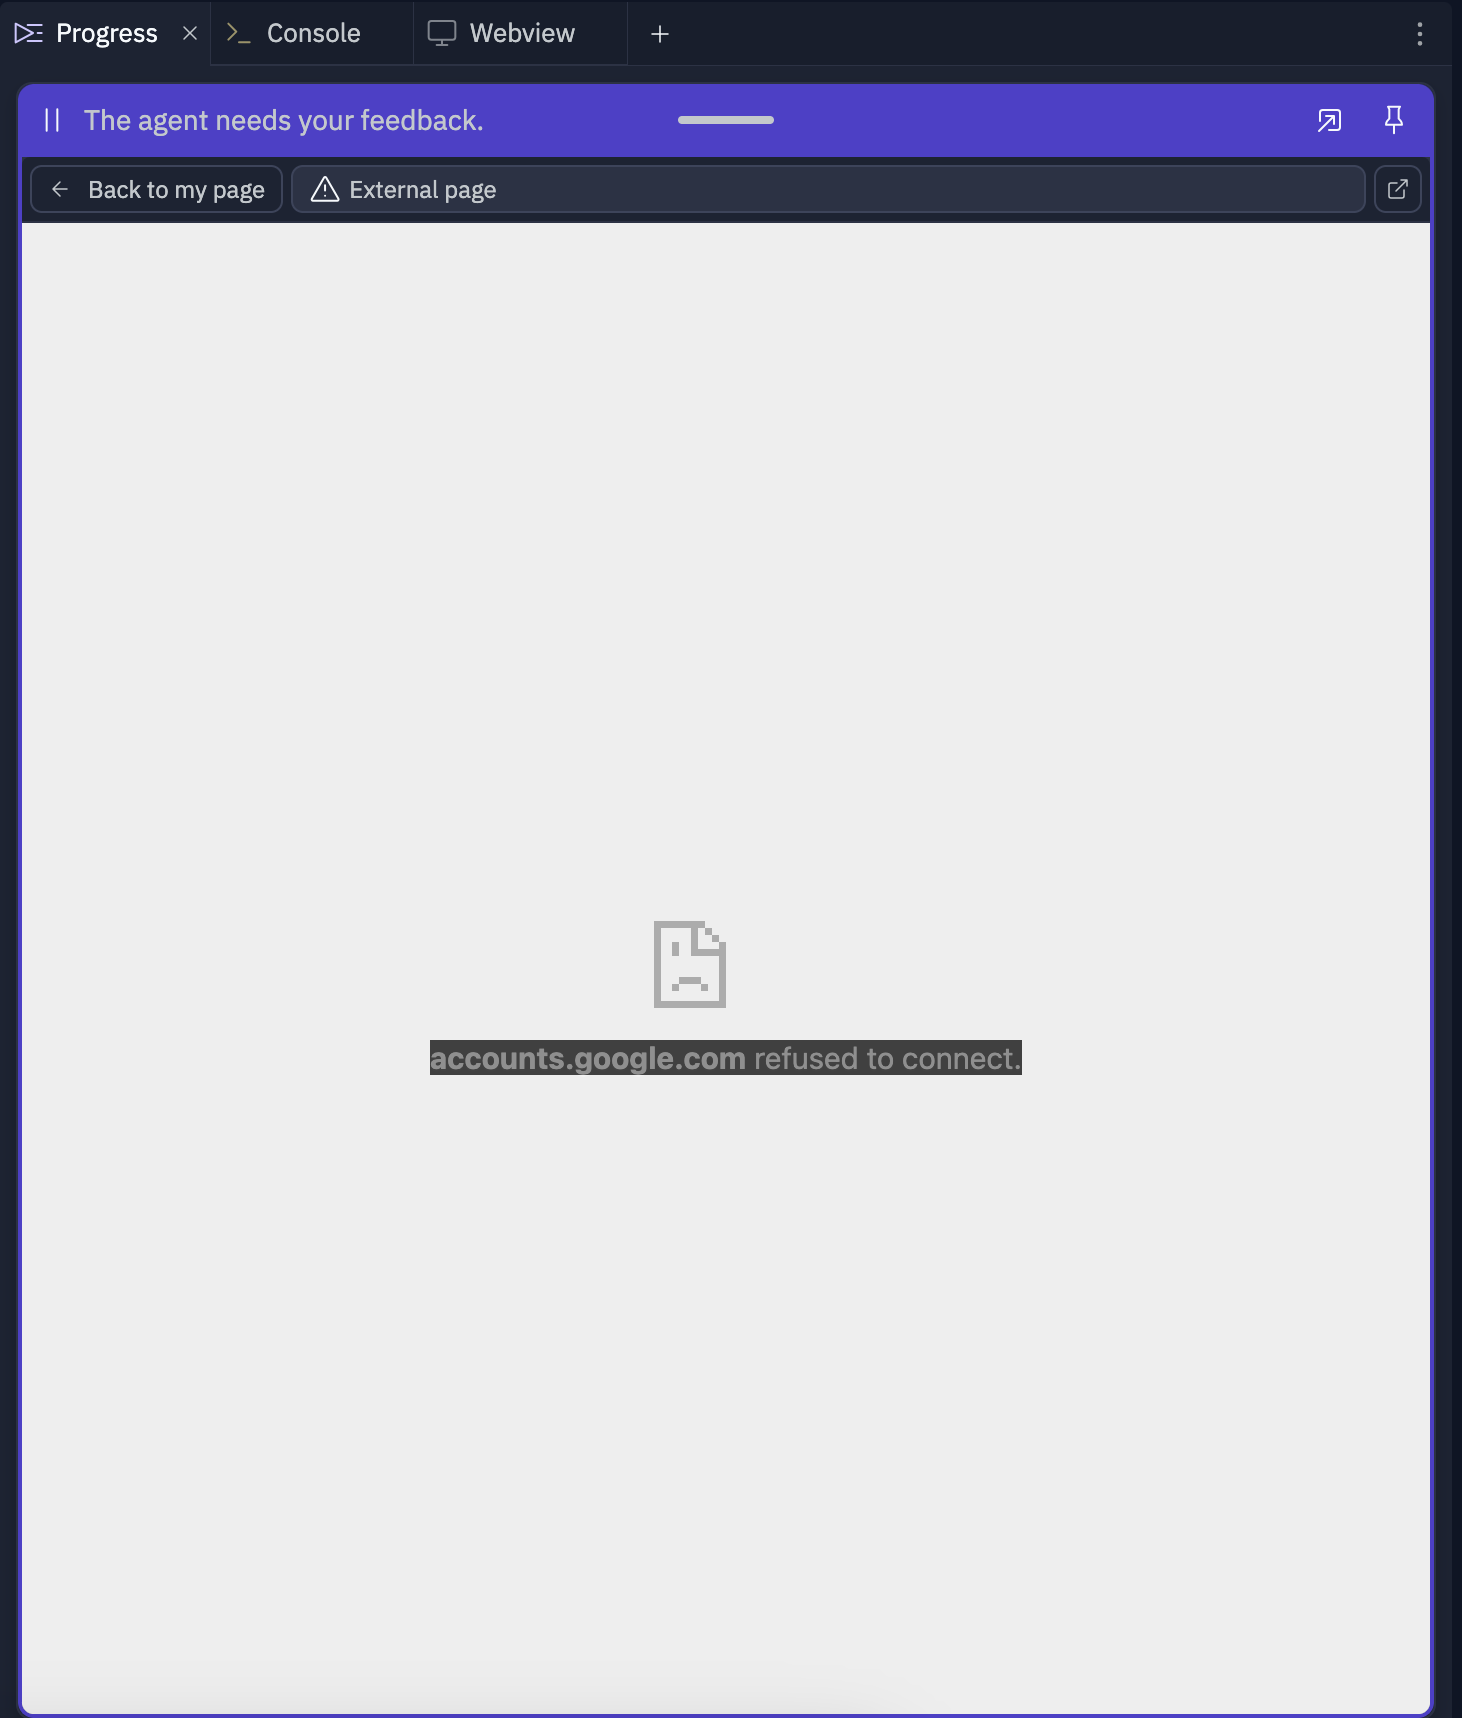 Progress
Console
Webview
The agent needs your feedback.
Back to my page
External page
accounts.google.com refused to connect.